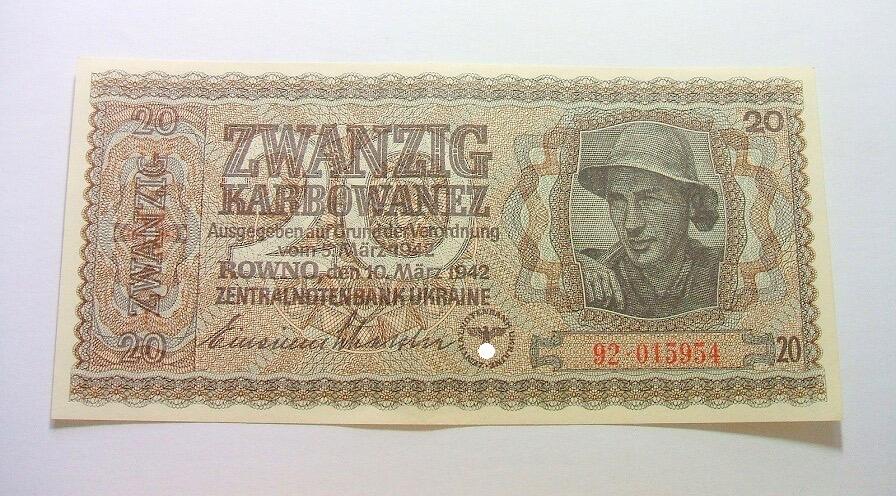 20
20
ZWANZIG
ZWANZIG
KARBOWANEZ
Ausgegeben auf Grund der Verordnung
vom 5. März 1942
ROWNO, den 10. März 1942
ZENTRALNOTENBANK UKRAINE
92·015954
20
20